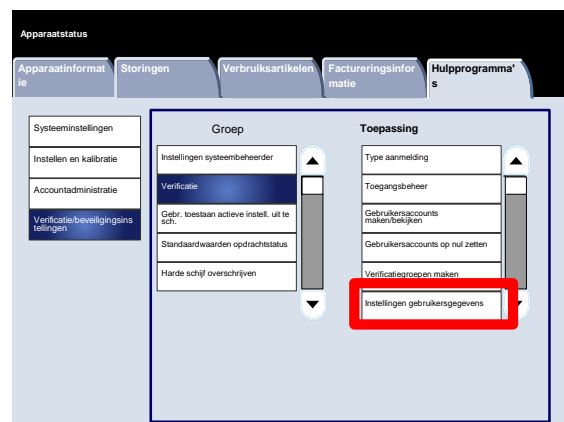 Apparaatstatus
Apparaatinformat
ie
Storingen
Verbruiksartikelen
Factureringsinfor
matie
Hulpprogramma'
s
Systeeminstellingen
Instellen en kalibratie
Accountadministratie
Verificatie/beveiligingsins
tellingen
Groep
Instellingen systeembeheerder
Verificatie
Gebr. toestaan actieve instell. uit te
sch.
Standaardwaarden opdrachtstatus
Harde schijf overschrijven
Toepassing
Type aanmelding
Toegangsbeheer
Gebruikersaccounts
maken/bekijken
Gebruikersaccounts op nul zetten
Verificatiegroepen maken
Instellingen gebruikersgegevens